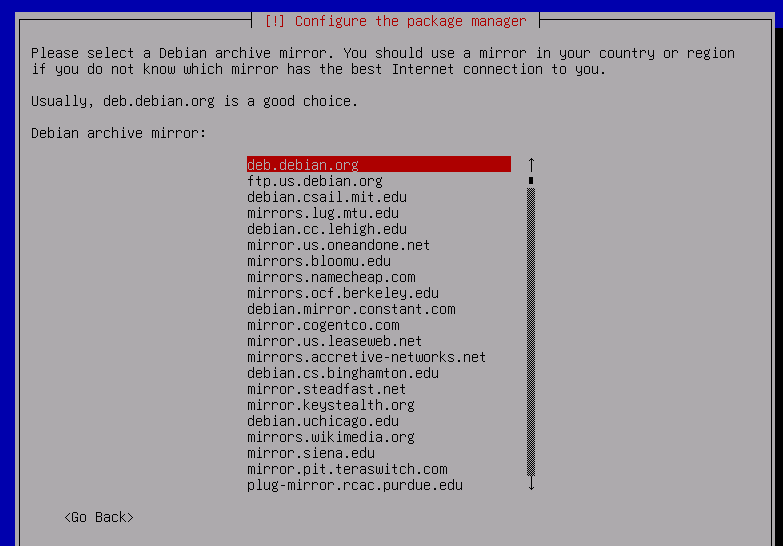 [!] Configure the package manager
Please select a Debian archive mirror. You should use a mirror in your country or region
if you do not know which mirror has the best Internet connection to you.
Usually, deb.debian.org is a good choice.
Debian archive mirror:
deb.debian.org
ftp.us.debian.org
debian.csail.mit.edu
mirrors.lug.mtu.edu
debian.cc.lehigh.edu
mirror.us.oneandone.net
mirrors.bloomu.edu
mirrors.namecheap.com
mirrors.ocf.berkeley.edu
debian.mirror.constant.com
mirror.cogentco.com
mirror.us.leaseweb.net
mirrors.accretive-networks.net
debian.cs.binghamton.edu
mirror.steadfast.net
mirror.keystealth.org
debian.uchicago.edu
mirrors.wikimedia.org
mirror.siena.edu
mirror.pit.teraswitch.com
plug-mirror.rcac.purdue.edu
<Go Back>